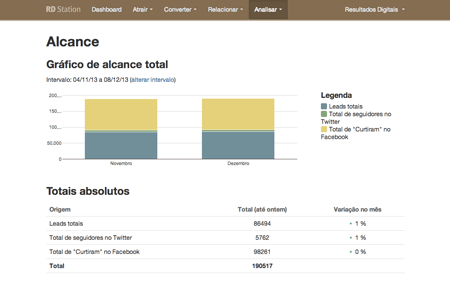 RD Station Dashboard Atrair Converter Relacionar Analisar Resultados Digitais
Alcance
Gráfico de alcance total
Intervalo: 04/11/13 a 08/12/13 (alterar intervalo)
200,...
150,...
100,...
50.000
0
Novembro Dezembro
Legenda
Leads totais
Total de seguidores no
Twitter
Total de "Curtiram" no
Facebook
Totais absolutos
Origem Total (até ontem) Variação no mês
Leads totais 86494 + 1 %
Total de seguidores no Twitter 5762 + 1 %
Total de "Curtiram" no Facebook 98261 + 0 %
Total 190517